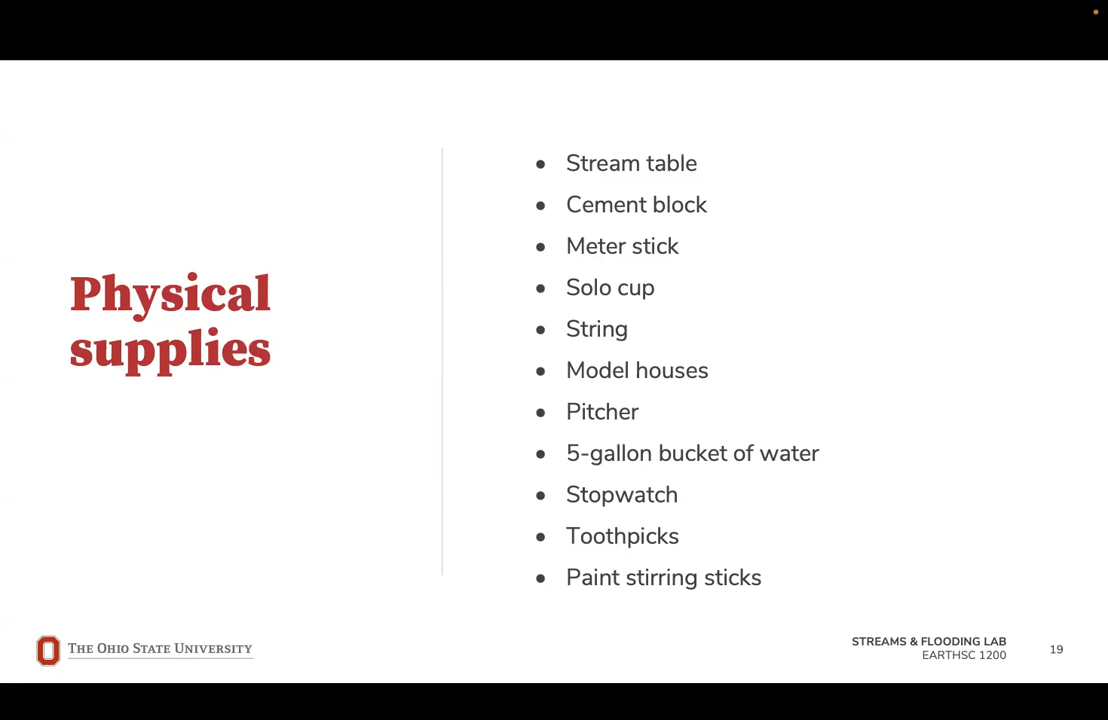 Physical
supplies
Stream table
Cement block
Meter stick
Solo cup
String
Model houses
Pitcher
5-gallon bucket of water
Stopwatch
Toothpicks
Paint stirring sticks
THE OHIO STATE UNIVERSITY
STREAMS & FLOODING LAB
EARTHSC 1200
19